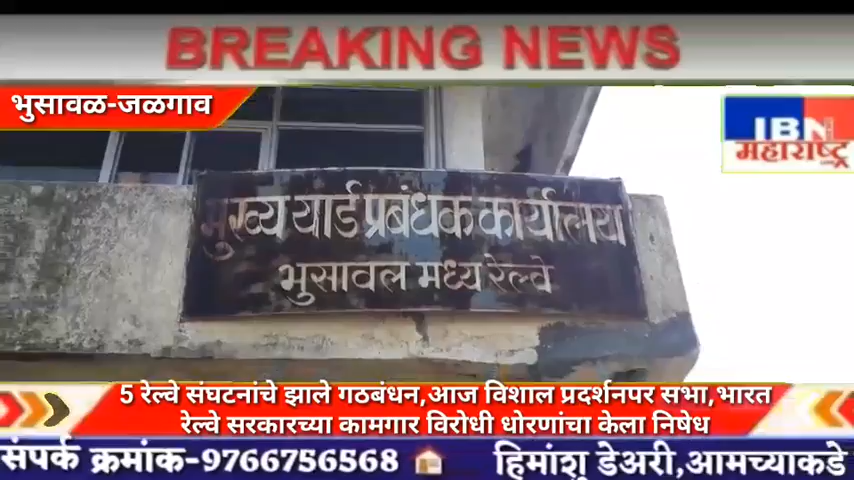 BREAKING NEWS
भुसावळ-जळगाव
IBN
महाराष्ट्र
मुख्य यार्ड प्रबंधक कार्यालय
भुसावल मध्य रेल्वे
5 रेल्वे संघटनांचे झाले गठबंधन,आज विशाल प्रदर्शनपर सभा,भारत
रेल्वे सरकारच्या कामगार विरोधी धोरणांचा केला निषेध
संपर्क क्रमांक-9766756568
हिमांशु डेअरी,आमच्याकडे